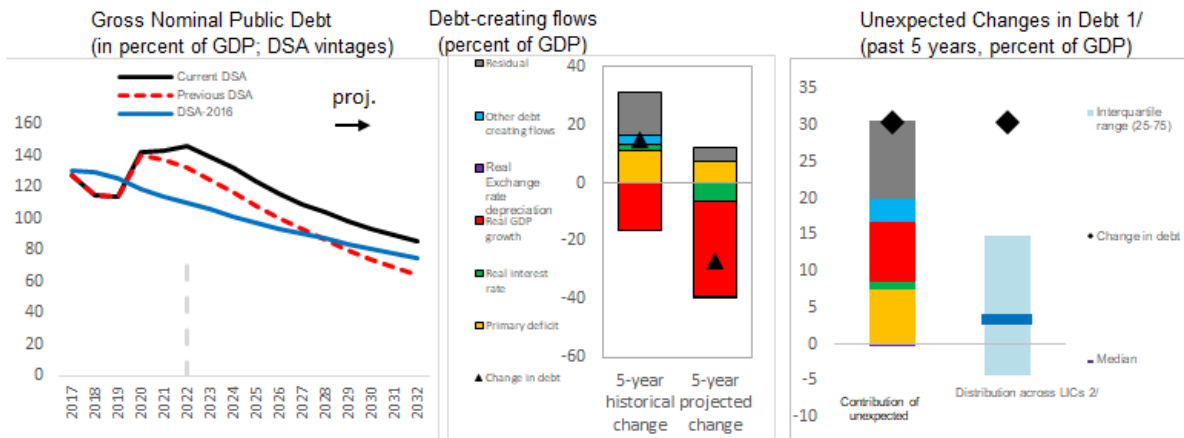 Gross Nominal Public Debt
(in percent of GDP; DSA vintages)
Current DSA
Previous DSA
DSA-2016
proj.
160
140
120
100
80
60
40
20
0
2017
2018
2019
2020
2021
2022
2023
2024
2025
2026
2027
2028
2029
2030
2031
2032
Debt-creating flows
(percent of GDP)
Residual
Other debt
creating flows
Real
Exchange rate
depreciation
Real GDP
growth
Real interest
rate
Primary deficit
Change in debt
40
20
0
-20
-40
-60
5-year
historical
change
5-year
projected
change
Unexpected Changes in Debt 1/
(past 5 years, percent of GDP)
35
30
25
20
15
10
5
0
-5
-10
Interquartile
range (25-75)
Change in debt
Median
Contribution of
unexpected
Distribution across LICs 2/